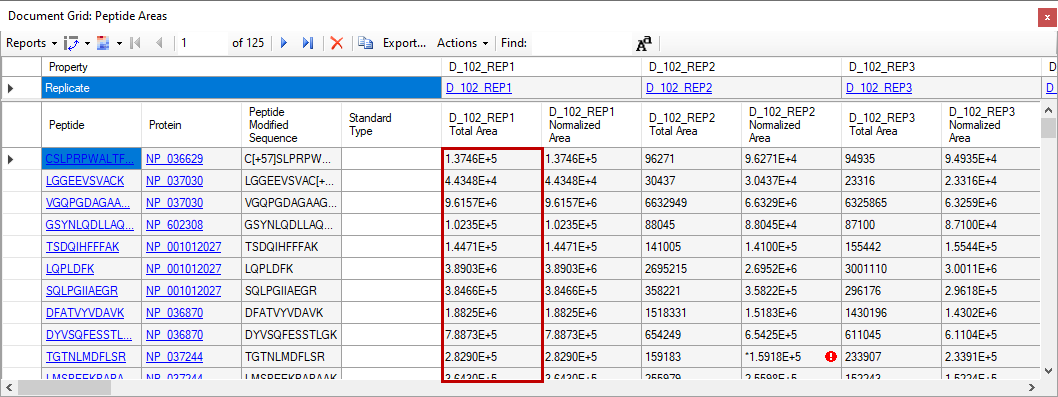 Document Grid: Peptide Areas x
Reports 1 of 125 Export... Actions Find: Aa
Property D_102_REP1 D_102_REP2 D_102_REP3 D
Replicate D_102_REP1 D_102_REP2 D_102_REP3 D
Peptide Protein Peptide Modified Sequence Standard Type D_102_REP1 Total Area D_102_REP1 Nomalized Area D_102_REP2 Total Area D_102_REP2 Nomalized Area D_102_REP3 Total Area D_102_REP3 Nomalized Area
CSLPRPWALTF... NP_036629 C[+57]SLPRPW... 1.3746E+5 1.3746E+5 96271 9.6271E+4 94935 9.4935E+4
LGGEEVSVACK NP_037030 LGGEEVSVAC[+... 4.4348E+4 4.4348E+4 30437 3.0437E+4 23316 2.3316E+4
VGQPGDAGAA... NP_037030 VGQPGDAGAAG... 9.6157E+6 9.6157E+6 6632949 6.6329E+6 6325865 6.3259E+6
GSYNLQDLLAQ... NP_602308 GSYNLQDLLAQ... 1.0235E+5 1.0235E+5 88045 8.8045E+4 87100 8.7100E+4
TSDQIHFFFAK NP_001012027 TSDQIHFFFAK 1.4471E+5 1.4471E+5 141005 1.4100E+5 155442 1.5544E+5
LQPLDFK NP_001012027 LQPLDFK 3.8903E+6 3.8903E+6 2695215 2.6952E+6 3001110 3.0011E+6
SQLPGIIAEGR NP_001012027 SQLPGIIAEGR 3.8466E+5 3.8466E+5 358221 3.5822E+5 296176 2.9618E+5
DFATVYVDAVK NP_036870 DFATVYVDAVK 1.8825E+6 1.8825E+6 1518331 1.5183E+6 1430196 1.4302E+6
DYVSQFESSTL... NP_036870 DYVSQFESSTLGK 7.8873E+5 7.8873E+5 654249 6.5425E+5 611045 6.1104E+5
TGTNLMDFLSR NP_037244 TGTNLMDFLSR 2.8290E+5 2.8290E+5 159183 *1.5918E+5 233907 2.3391E+5
NP_037244 3.6430E+5 3.6430E+5 255979 2.5598E+5 152243 1.5224E+5